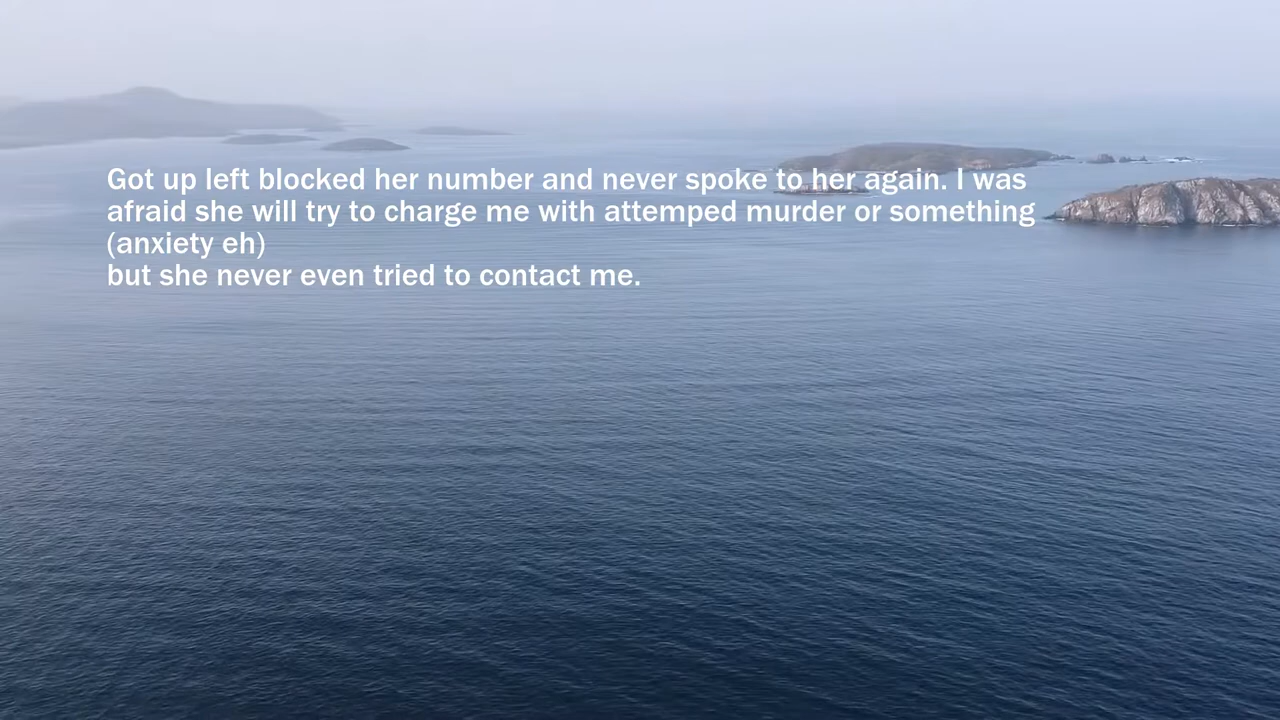 Got up left blocked her number and never spoke to her again. I was
afraid she will try to charge me with attemped murder or something
(anxiety eh)
but she never even tried to contact me.